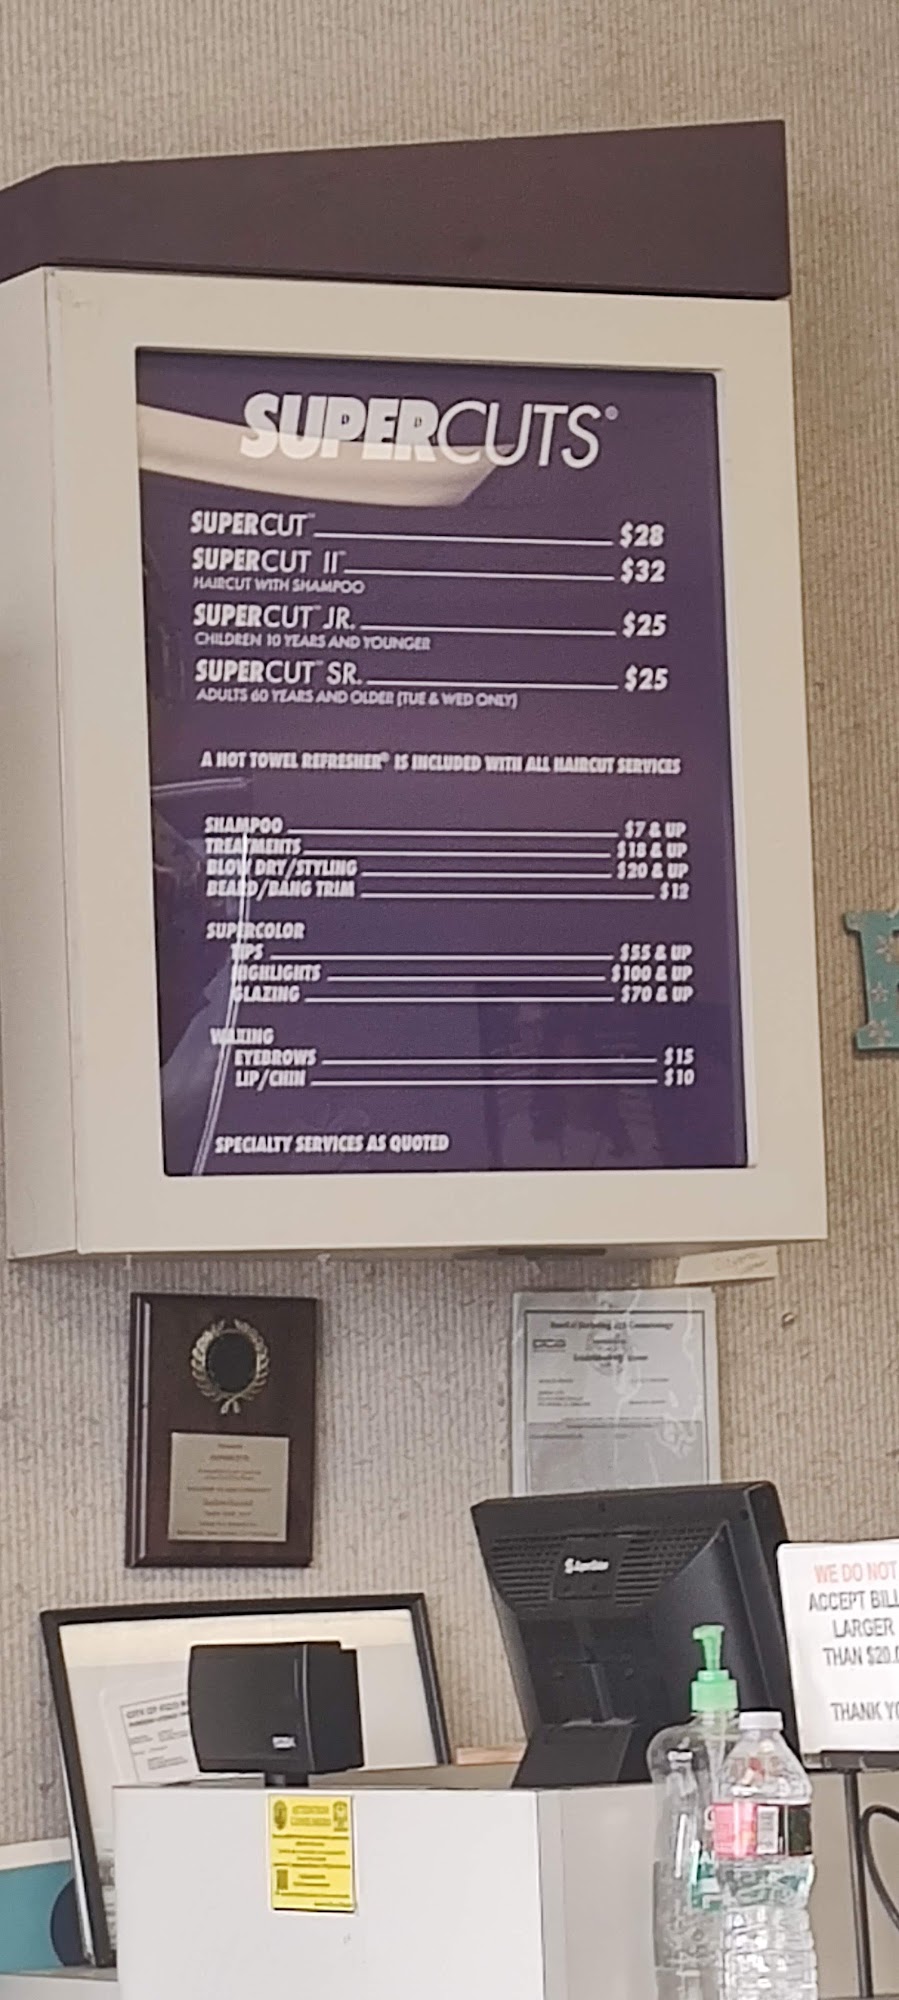 SUPERCUTS®
SUPERCUT™ $28
SUPERCUT II™ $32
HAIRCUT WITH SHAMPOO
SUPERCUT™ JR. $25
CHILDREN 10 YEARS AND YOUNGER
SUPERCUT™ SR. $25
ADULTS 60 YEARS AND OLDER (TUE & WED ONLY)
A HOT TOWEL REFRESHER® IS INCLUDED WITH ALL HAIRCUT SERVICES
SHAMPOO $7 & UP
TREATMENTS $18 & UP
BLOW DRY/STYLING $20 & UP
BEARD/BANG TRIM $12
SUPERCOLOR
TIPS $55 & UP
HIGHLIGHTS $100 & UP
GLAZING $70 & UP
WAXING
EYEBROWS $15
LIP/CHIN $10
SPECIALTY SERVICES AS QUOTED
WE DO NOT
ACCEPT BILL
LARGER
THAN $20.
THANK
ATTENTION
CONSUMERS